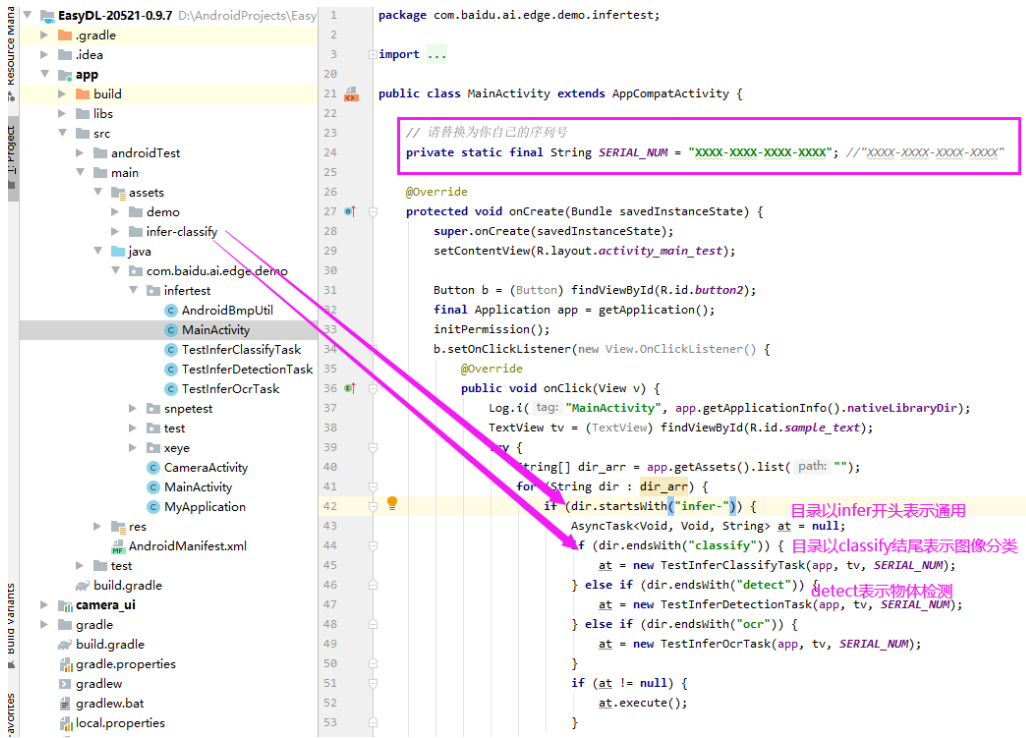 Resource Mana
1: Project
Build Variants
avorites
EasyDL-20521-0.9.7 D:\AndroidProjects\Easy
.gradle
.idea
app
build
libs
src
androidTest
main
assets
demo
infer-classify
java
com.baidu.ai.edge.demo
infertest
AndroidBmpUtil
MainActivity
TestInferClassifyTask
TestInferDetectionTask
TestInferOcrTask
snpetest
test
xeye
CameraActivity
MainActivity
MyApplication
res
AndroidManifest.xml
test
build.gradle
camera_ui
gradle
build.gradle
gradle.properties
gradlew
gradlew.bat
local.properties
1 package com.baidu.ai.edge.demo.infertest;
2
3 import ...
20
21 public class MainActivity extends AppCompatActivity {
22
23 // 请替换为你自己的序列号
24 private static final String SERIAL_NUM = "XXXX-XXXX-XXXX-XXXX"; //"XXXX-XXXX-XXXX-XXXX"
25
26 @Override
27 protected void onCreate(Bundle savedInstanceState) {
28 super.onCreate(savedInstanceState);
29 setContentView(R.layout.activity_main_test);
30
31 Button b = (Button) findViewById(R.id.button2);
32 final Application app = getApplication();
33 initPermission();
34 b.setOnClickListener(new View.OnClickListener() {
35 @Override
36 public void onClick(View v) {
37 Log.i( tag: "MainActivity", app.getApplicationInfo().nativeLibraryDir);
38 TextView tv = (TextView) findViewById(R.id.sample_text);
39 try {
40 String[] dir_arr = app.getAssets().list( path: "");
41 for (String dir : dir_arr) {
42 if (dir.startsWith("infer-")) { 目录以infer开头表示通用
43 AsyncTask<Void, Void, String> at = null;
44 if (dir.endsWith("classify")) { 目录以classify结尾表示图像分类
45 at = new TestInferClassifyTask(app, tv, SERIAL_NUM);
46 } else if (dir.endsWith("detect")) { detect表示物体检测
47 at = new TestInferDetectionTask(app, tv, SERIAL_NUM);
48 } else if (dir.endsWith("ocr")) {
49 at = new TestInferOcrTask(app, tv, SERIAL_NUM);
50 }
51 if (at != null) {
52 at.execute();
53 }